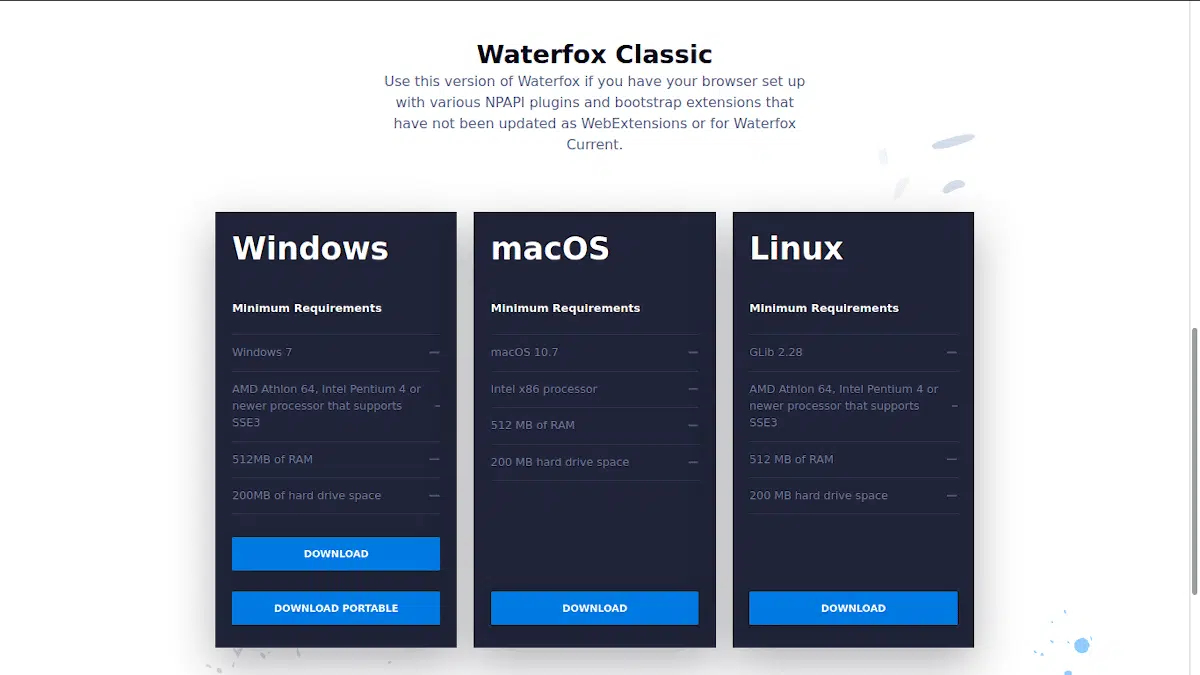 Waterfox Classic
Use this version of Waterfox if you have your browser set up
with various NPAPI plugins and bootstrap extensions that
have not been updated as WebExtensions or for Waterfox
Current.
Windows
Minimum Requirements
Windows 7
AMD Athlon 64, Intel Pentium 4 or
newer processor that supports
SSE3
512MB of RAM
200MB of hard drive space
DOWNLOAD
DOWNLOAD PORTABLE
macOS
Minimum Requirements
macOS 10.7
Intel x86 processor
512 MB of RAM
200 MB hard drive space
DOWNLOAD
Linux
Minimum Requirements
GLib 2.28
AMD Athlon 64, Intel Pentium 4 or
newer processor that supports
SSE3
512 MB of RAM
200 MB hard drive space
DOWNLOAD